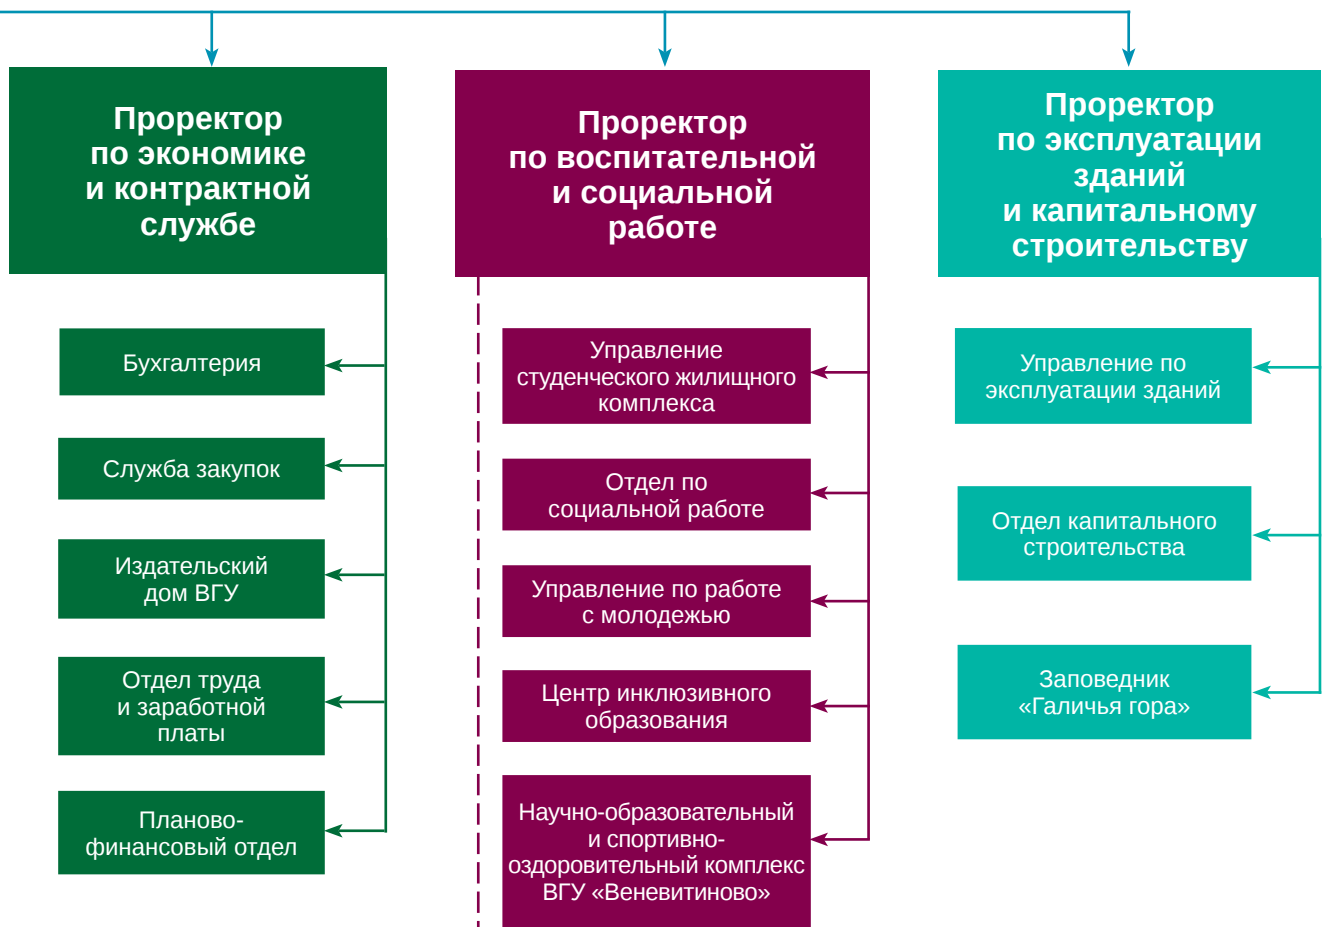 Проректор
по экономике
и контрактной
службе
Бухгалтерия
Служба закупок
Издательский
дом ВГУ
Отдел труда
и заработной
платы
Планово-
финансовый отдел
Проректор
по воспитательной
и социальной
работе
Управление
студенческого жилищного
комплекса
Отдел по
социальной работе
Управление по работе
с молодежью
Центр инклюзивного
образования
Научно-образовательный
и спортивно-
оздоровительный комплекс
ВГУ «Веневитиново»
Проректор
по эксплуатации
зданий
и капитальному
строительству
Управление по
эксплуатации зданий
Отдел капитального
строительства
Заповедник
«Галичья гора»